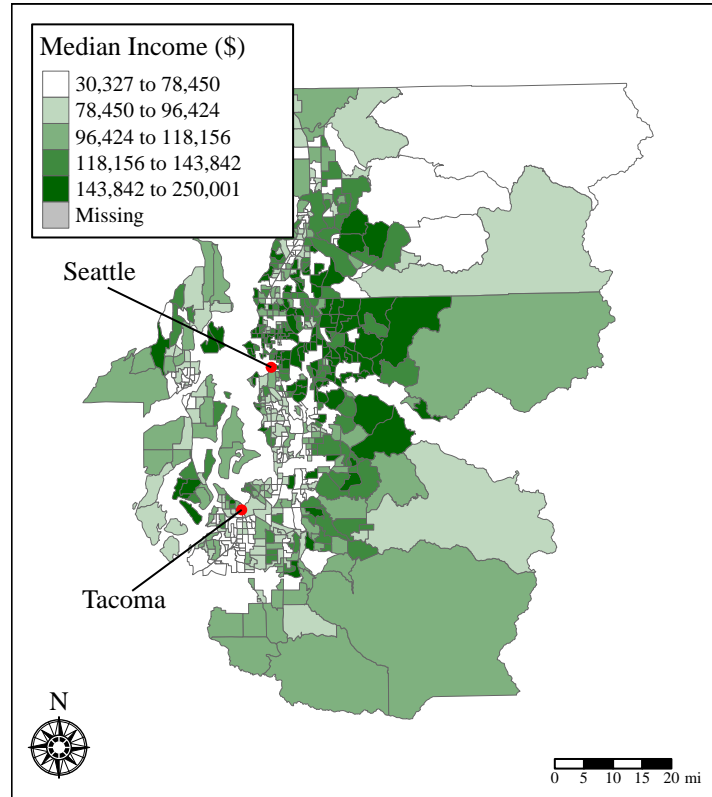 Median Income ($)
30,327 to 78,450
78,450 to 96,424
96,424 to 118,156
118,156 to 143,842
143,842 to 250,001
Missing
Seattle
Tacoma
N
0 5 10 15 20 mi